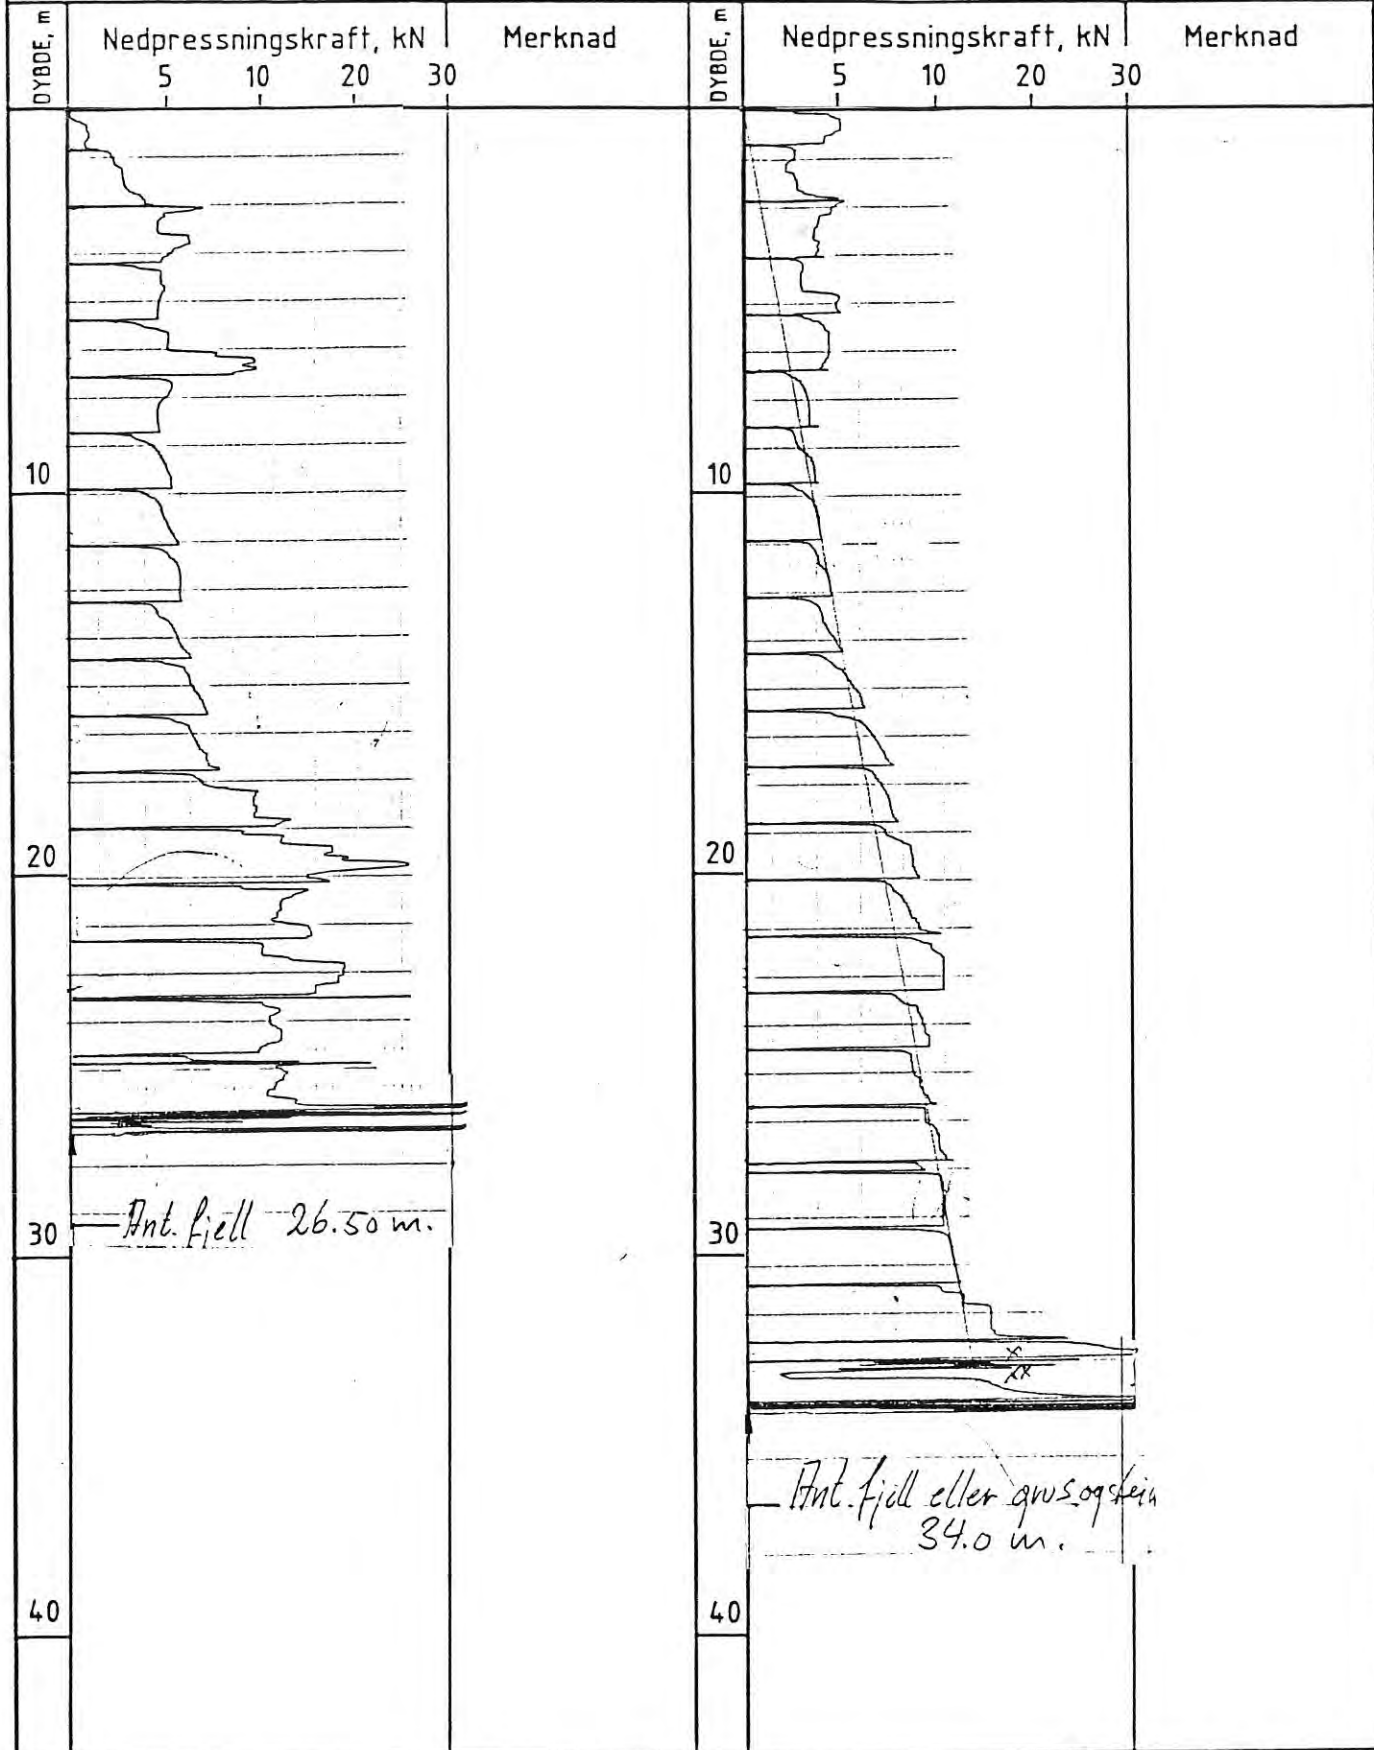 DYBDE, m
Nedpressningskraft, kN
Merknad
5 10 20 30
10
20
30
40
Ant. fjell 26.50 m.
DYBDE, m
Nedpressningskraft, kN
Merknad
5 10 20 30
10
20
30
40
x
xx
Ant. fjell eller grus og stein
34.0 m.